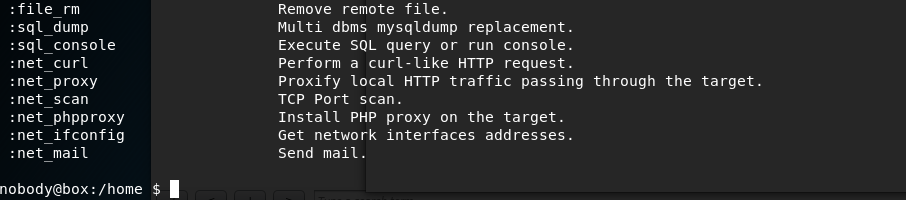 :file_rm Remove remote file.
:sql_dump Multi dbms mysqldump replacement.
:sql_console Execute SQL query or run console.
:net_curl Perform a curl-like HTTP request.
:net_proxy Proxify local HTTP traffic passing through the target.
:net_scan TCP Port scan.
:net_phpproxy Install PHP proxy on the target.
:net_ifconfig Get network interfaces addresses.
:net_mail Send mail.
nobody@box:/home $